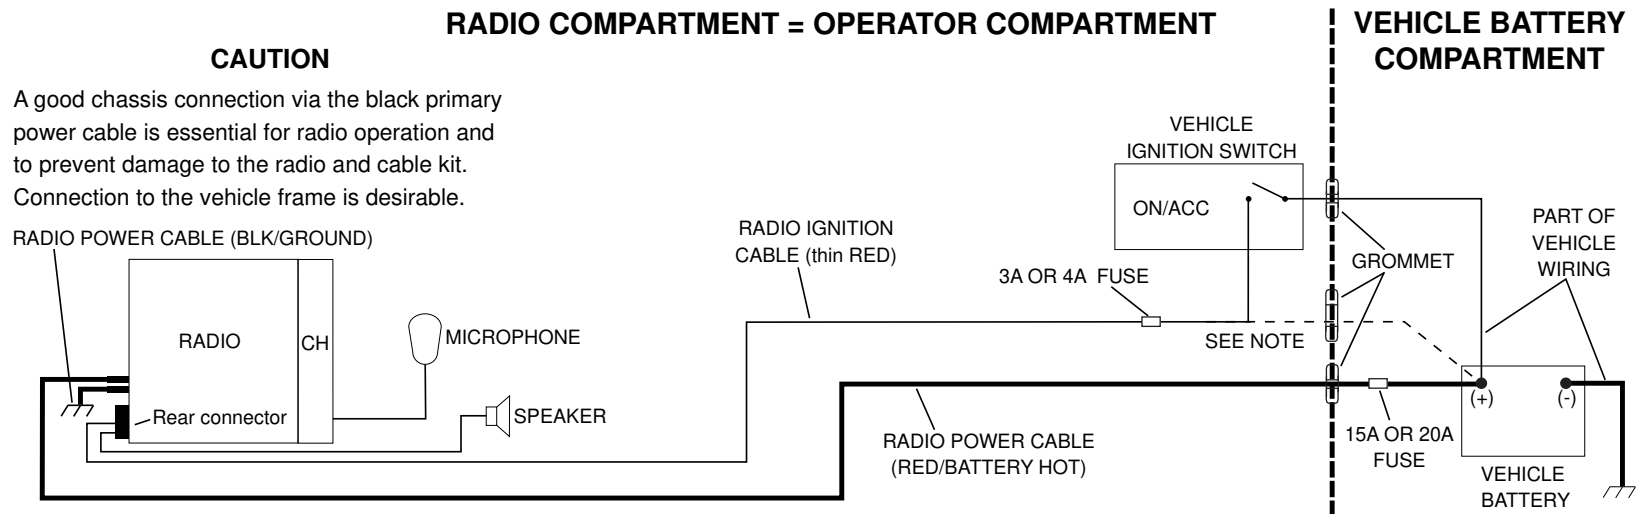 RADIO COMPARTMENT = OPERATOR COMPARTMENT
VEHICLE BATTERY
COMPARTMENT
CAUTION
A good chassis connection via the black primary
power cable is essential for radio operation and
to prevent damage to the radio and cable kit.
Connection to the vehicle frame is desirable.
RADIO POWER CABLE (BLK/GROUND)
RADIO
CH
Rear connector
MICROPHONE
SPEAKER
RADIO IGNITION
CABLE (thin RED)
3A OR 4A FUSE
VEHICLE
IGNITION SWITCH
ON/ACC
SEE NOTE
GROMMET
PART OF
VEHICLE
WIRING
RADIO POWER CABLE
(RED/BATTERY HOT)
15A OR 20A
FUSE
(+)
(-)
VEHICLE
BATTERY